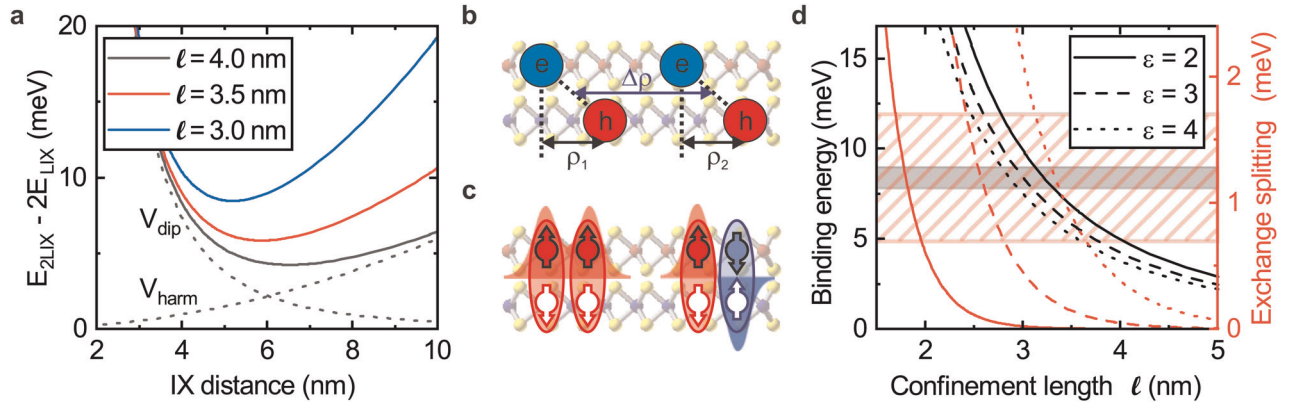 a
E2LIX - 2ELIX (meV)
20
10
0
ℓ = 4.0 nm
ℓ = 3.5 nm
ℓ = 3.0 nm
Vdip
Vharm
2 4 6 8 10
IX distance (nm)
b
e e
Δρ
h h
ρ1 ρ2
c
d
Binding energy (meV)
15
10
5
0
ε = 2
ε = 3
ε = 4
2
1
0
Exchange splitting (meV)
2 3 4 5
Confinement length ℓ (nm)